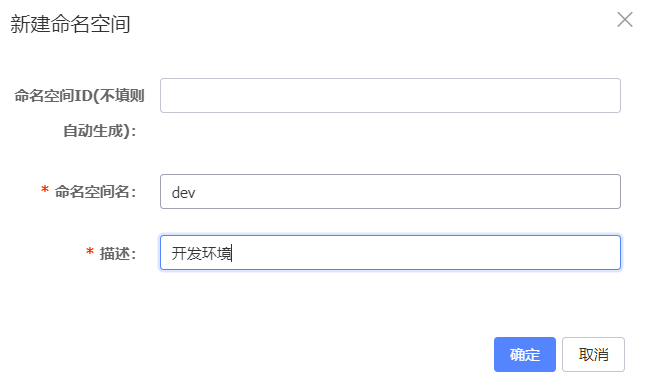 新建命名空间
命名空间ID(不填则
自动生成):
* 命名空间名: dev
* 描述: 开发环境
确定 取消